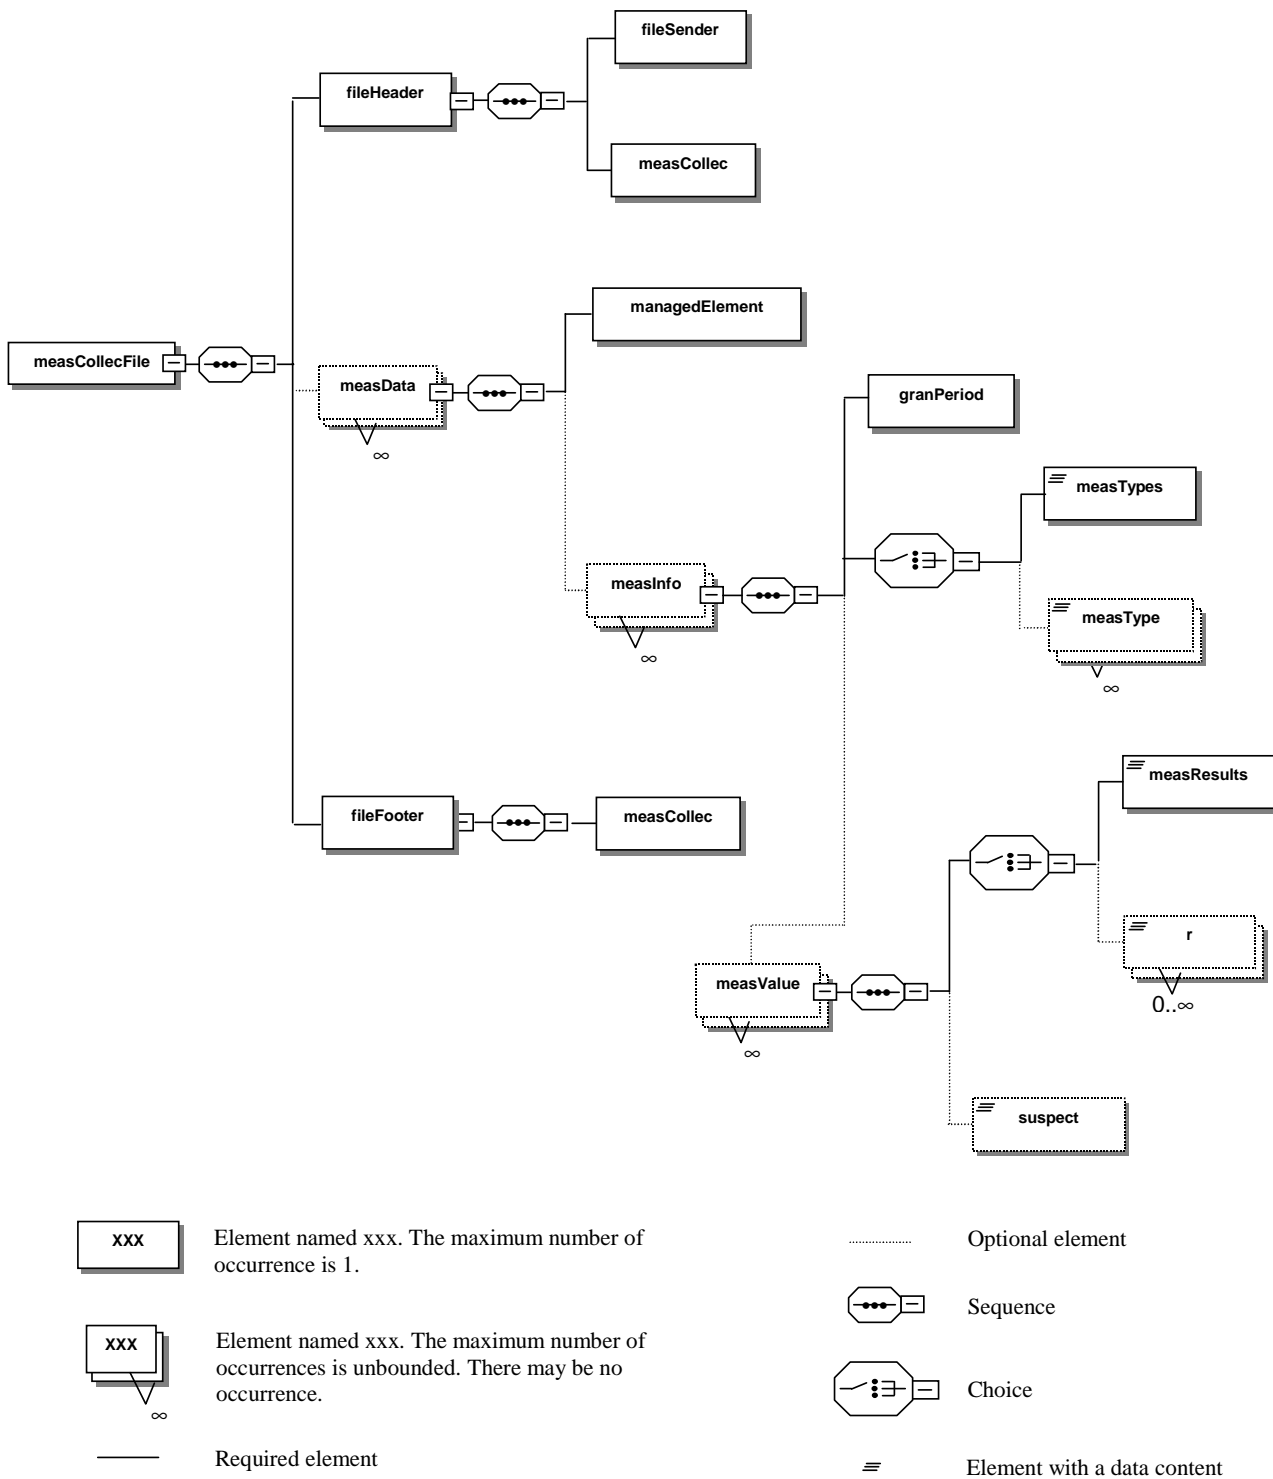 fileSender
fileHeader
measCollec
managedElement
measCollecFile
measData
∞
granPeriod
measTypes
measInfo
∞
measType
∞
measResults
fileFooter
measCollec
r
0..∞
measValue
∞
suspect
XXX
Element named xxx. The maximum number of
occurrence is 1.
XXX
∞
Element named xxx. The maximum number of
occurrences is unbounded. There may be no
occurrence.
Required element
Optional element
Sequence
Choice
Element with a data content